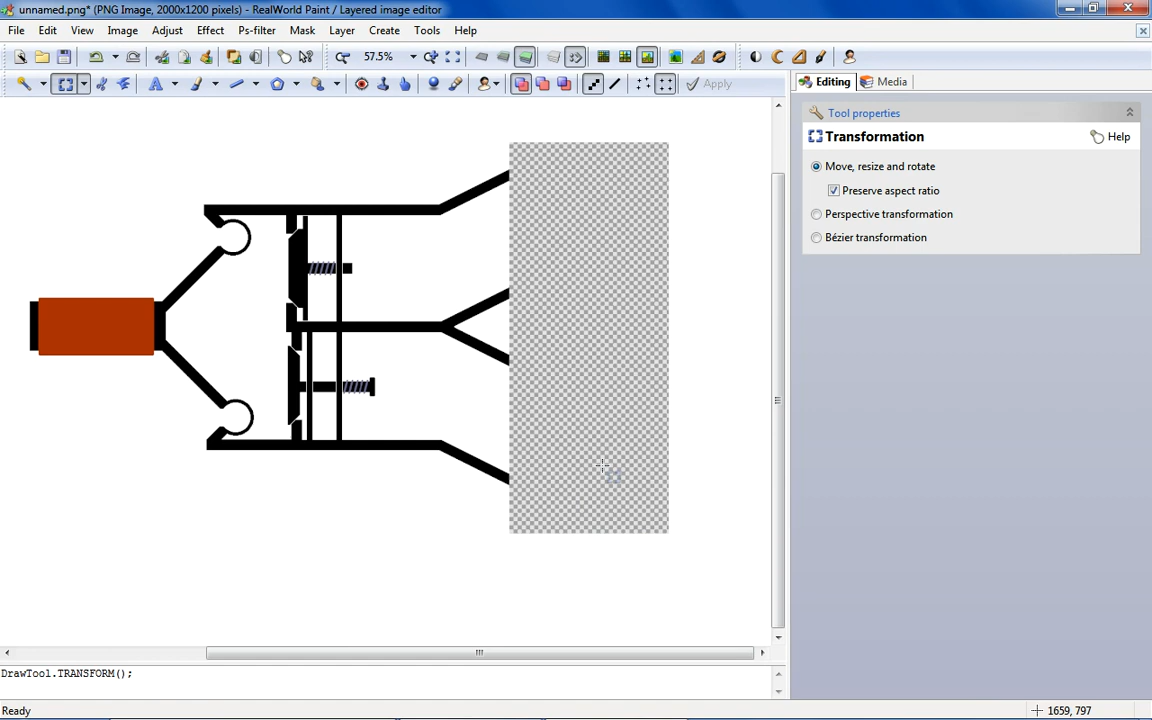 unnamed.png* (PNG Image, 2000x1200 pixels) - RealWorld Paint / Layered image editor
File Edit View Image Adjust Effect Ps-filter Mask Layer Create Tools Help
57.5%
Apply
Editing Media
Tool properties
Transformation Help
Move, resize and rotate
Preserve aspect ratio
Perspective transformation
Bézier transformation
DrawTool.TRANSFORM();
Ready 1659, 797